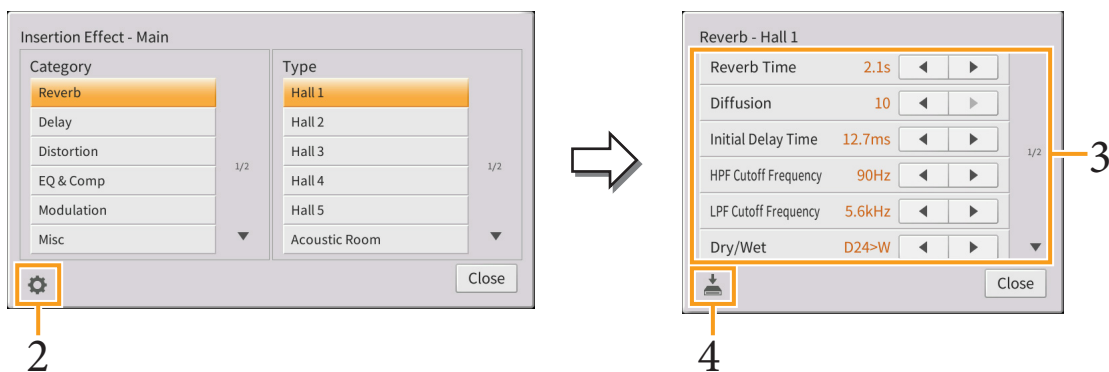 Insertion Effect - Main
Category
Reverb
Delay
Distortion
EQ & Comp
Modulation
Misc
1/2
Type
Hall 1
Hall 2
Hall 3
Hall 4
Hall 5
Acoustic Room
1/2
Close
2
Reverb - Hall 1
Reverb Time 2.1s
Diffusion 10
Initial Delay Time 12.7ms
HPF Cutoff Frequency 90Hz
LPF Cutoff Frequency 5.6kHz
Dry/Wet D24>W
1/2
3
Close
4